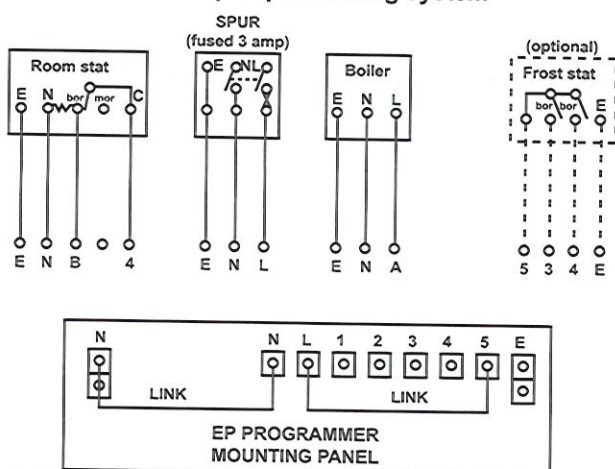 SPUR
(fused 3 amp)
(optional)
Room stat
E N bor mor C
E N L
Boiler
E N L
Frost stat
bor bor E
E N B 4
E N L
E N A
5 3 4 E
N N L 1 2 3 4 5 E
LINK LINK
EP PROGRAMMER
MOUNTING PANEL